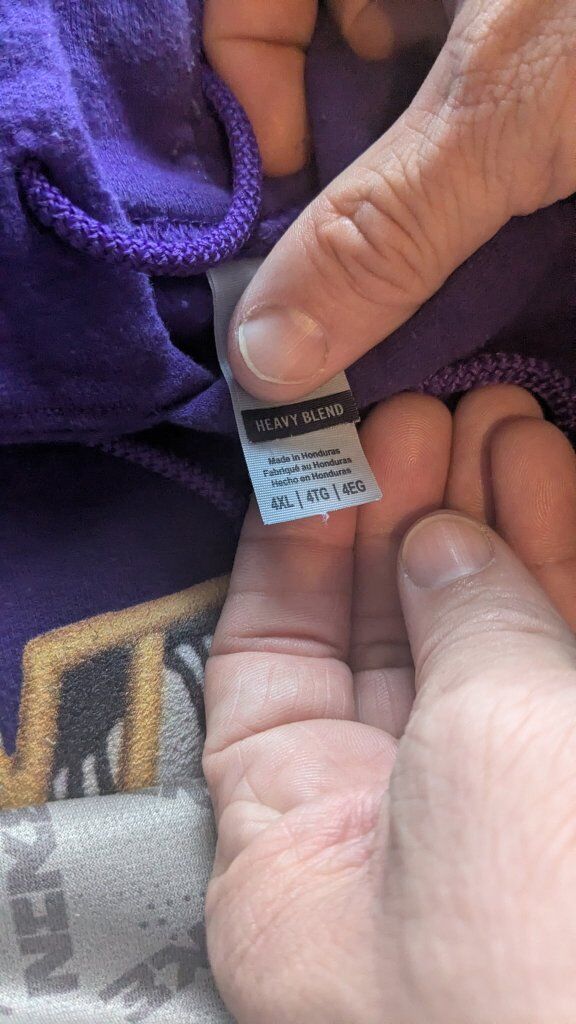 HEAVY BLEND
Made in Honduras
Fabriqué au Honduras
Hecho en Honduras
4XL | 4TG | 4EG